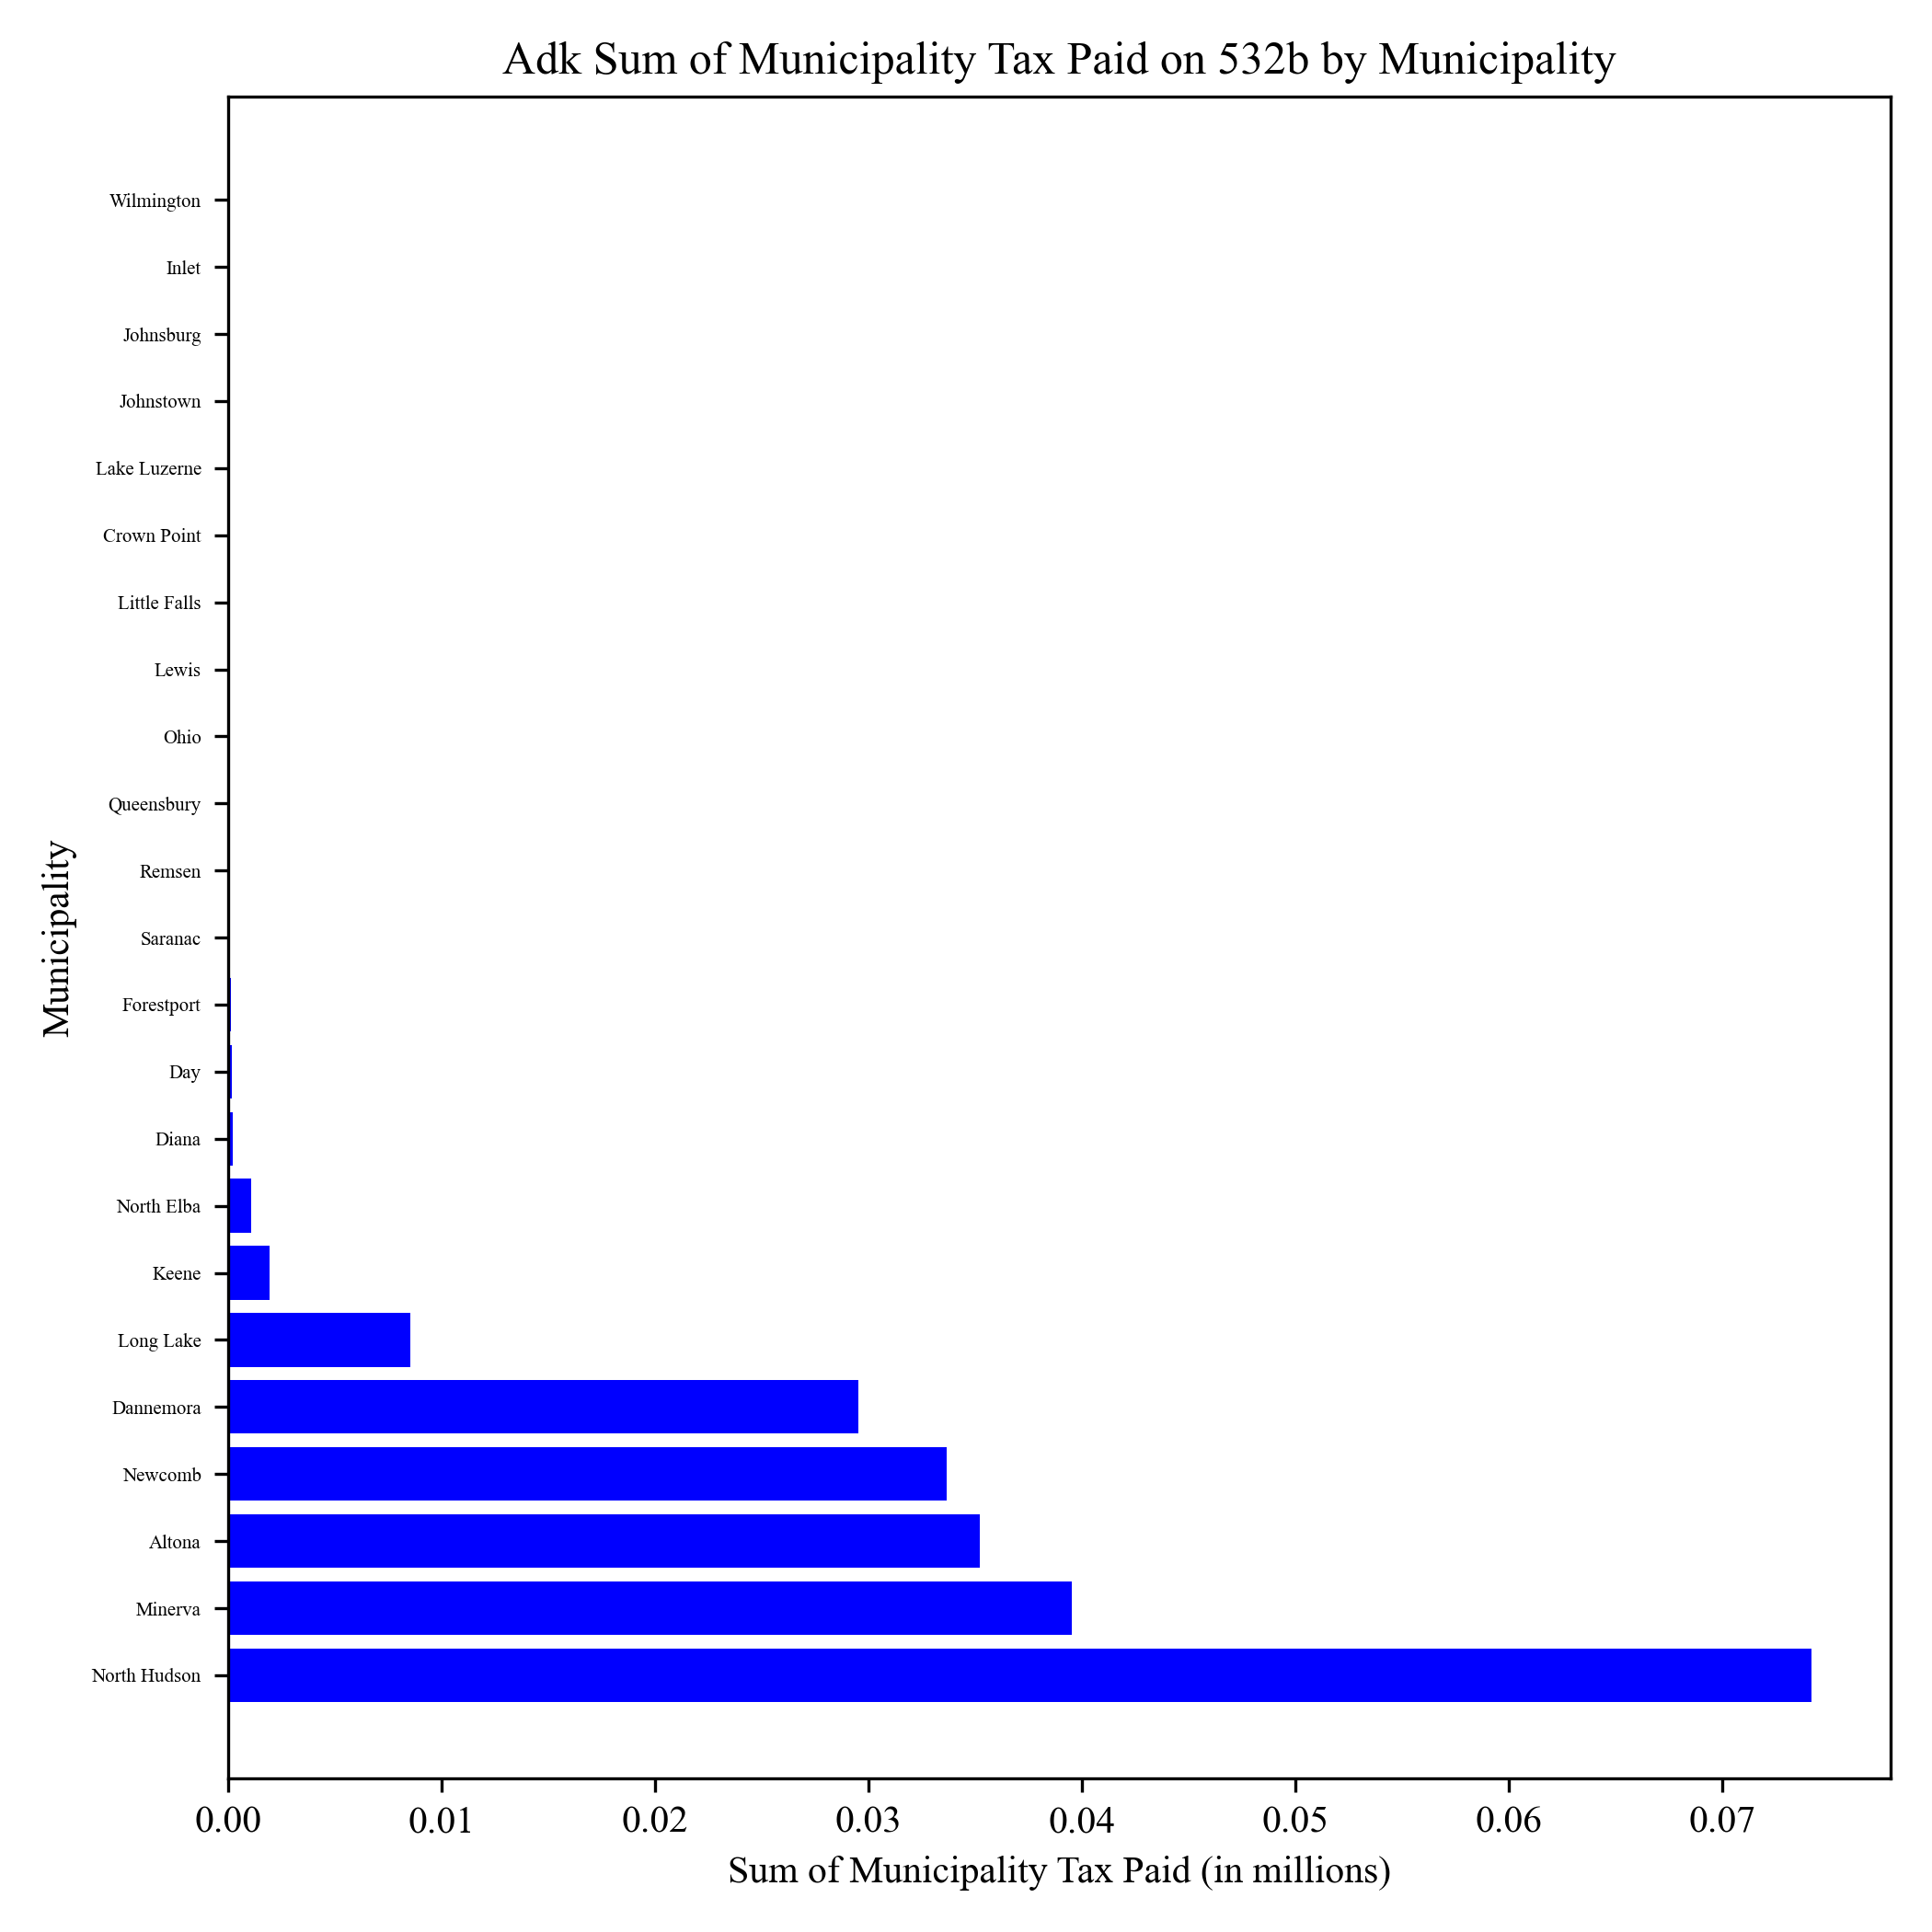 Adk Sum of Municipality Tax Paid on 532b by Municipality
Municipality
Wilmington
Inlet
Johnsburg
Johnstown
Lake Luzerne
Crown Point
Little Falls
Lewis
Ohio
Queensbury
Remsen
Saranac
Forestport
Day
Diana
North Elba
Keene
Long Lake
Dannemora
Newcomb
Altona
Minerva
North Hudson
0.00 0.01 0.02 0.03 0.04 0.05 0.06 0.07
Sum of Municipality Tax Paid (in millions)